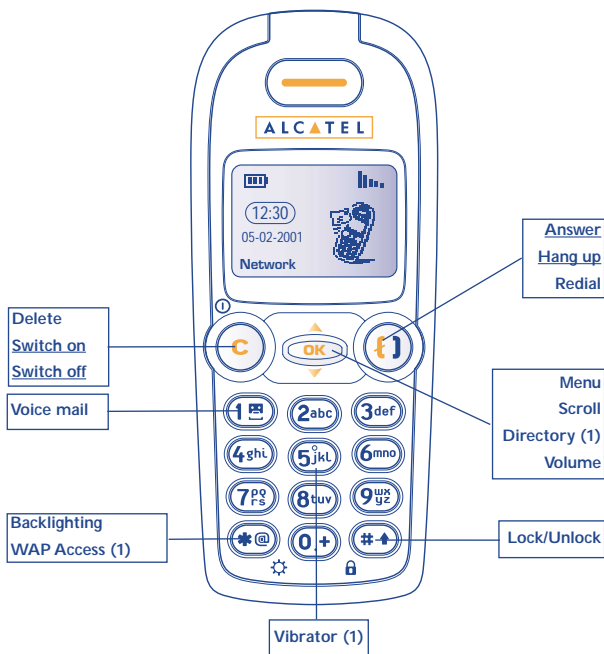 ALCATEL
12:30
05-02-2001
Network
Answer
Hang up
Redial
Delete
Switch on
Switch off
C
OK
Menu
Scroll
Directory (1)
Volume
Voice mail
1
2abc
3def
4ghi
5jkl
6mno
7pqrs
8tuv
9wxyz
Backlighting
WAP Access (1)
*@
0.+
#
Lock/Unlock
Vibrator (1)